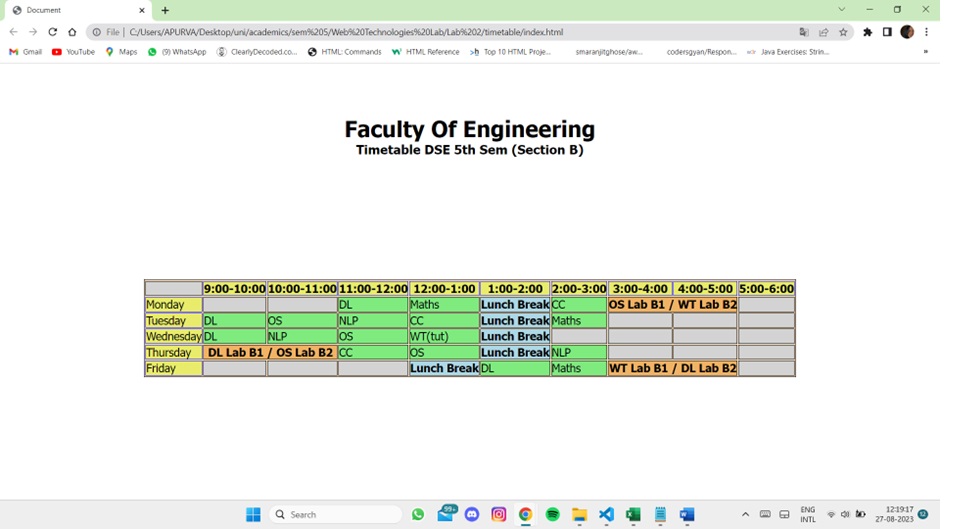 Document
File | C:/Users/APURVA/Desktop/uni/academics/sem%205/Web%20Technologies%20Lab/Lab%202/timetable/index.html
Gmail YouTube Maps (9) WhatsApp ClearlyDecoded.co... HTML: Commands HTML Reference Top 10 HTML Proje... smaranjitghose/aw... codersgyan/Respon... Java Exercises: Strin... »
Faculty Of Engineering
Timetable DSE 5th Sem (Section B)
9:00-10:00 10:00-11:00 11:00-12:00 12:00-1:00 1:00-2:00 2:00-3:00 3:00-4:00 4:00-5:00 5:00-6:00
Monday DL Maths Lunch Break CC OS Lab B1 / WT Lab B2
Tuesday DL OS NLP CC Lunch Break Maths
Wednesday DL NLP OS WT(tut) Lunch Break
Thursday DL Lab B1 / OS Lab B2 CC OS Lunch Break NLP
Friday Lunch Break DL Maths WT Lab B1 / DL Lab B2
Search 99+ ENG 12:19:17
INTL 27-08-2023 12